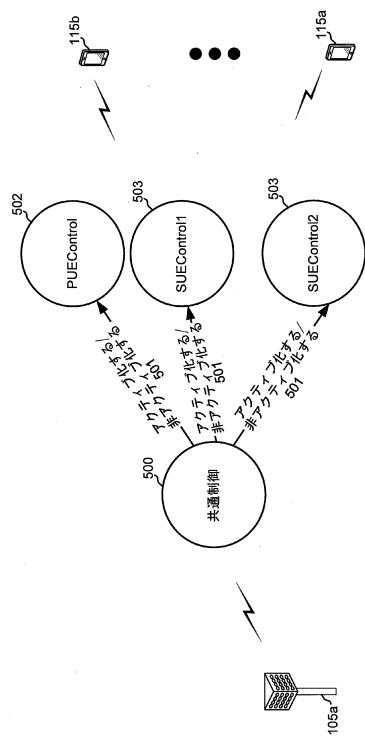 115b
115a
502
PUEControl
503
SUEControl1
503
SUEControl2
アクティブ化する/
非アクティブ化する
501
アクティブ化する/
非アクティブ化する
501
アクティブ化する/
非アクティブ化する
501
500
共通制御
105a